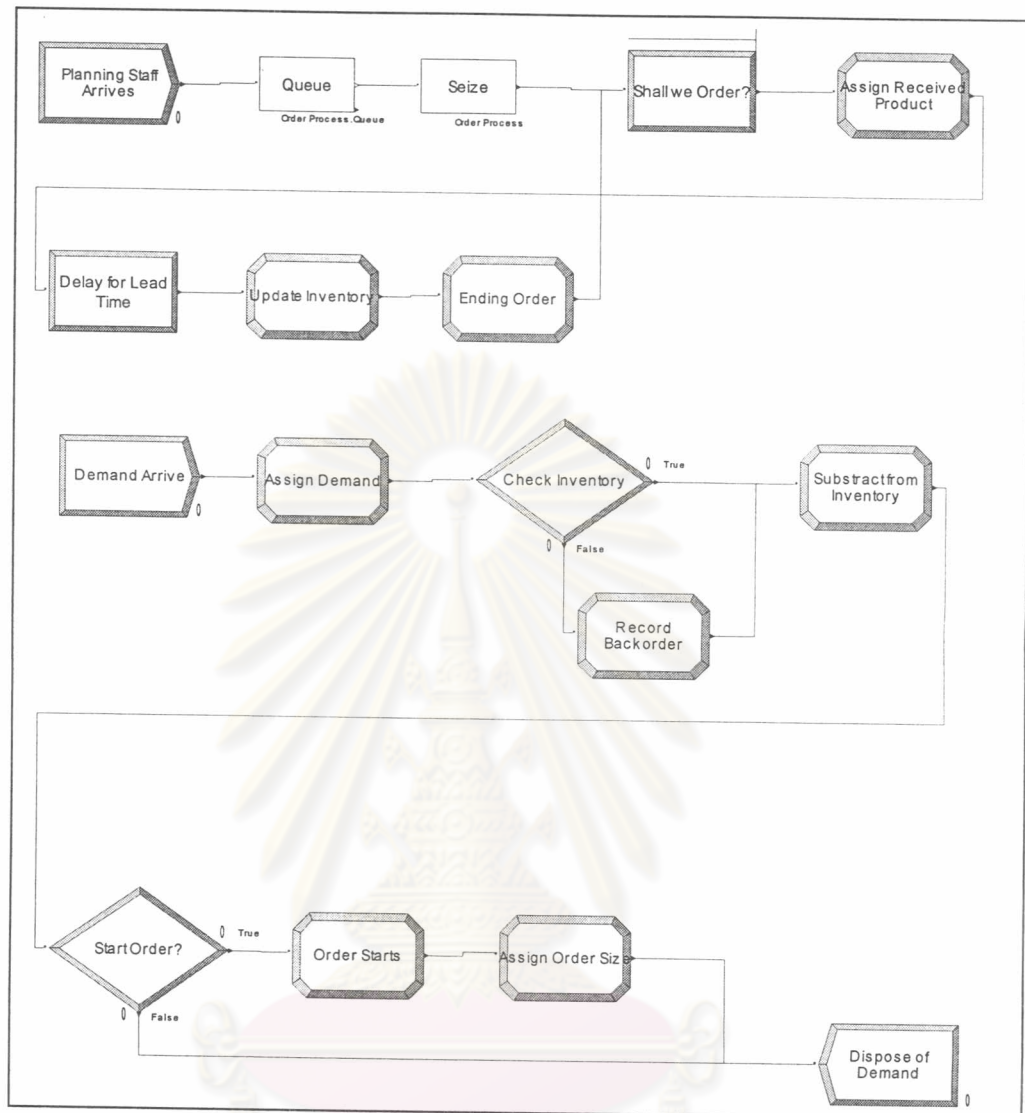 Planning Staff
Arrives
0
Queue
Order Process.Queue
Seize
Order Process
Shall we Order?
Assign Received
Product
Delay for Lead
Time
Update Inventory
Ending Order
Demand Arrive
0
Assign Demand
Check Inventory
0 True
0 False
Record
Backorder
Substract from
Inventory
Start Order?
0 True
0 False
Order Starts
Assign Order Size
Dispose of
Demand
0